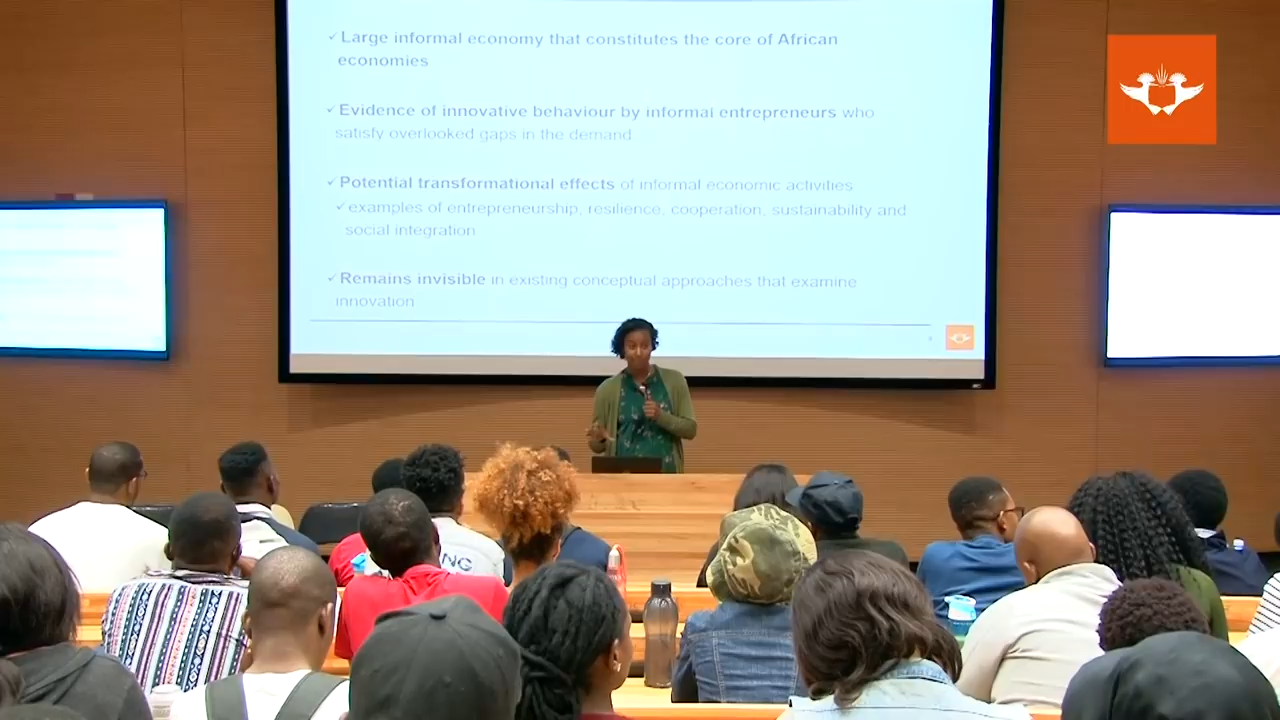 ✓Large informal economy that constitutes the core of African
economies
✓Evidence of innovative behaviour by informal entrepreneurs who
satisfy overlooked gaps in the demand
✓Potential transformational effects of informal economic activities
✓examples of entrepreneurship, resilience, cooperation, sustainability and
social integration
✓Remains invisible in existing conceptual approaches that examine
innovation
NG